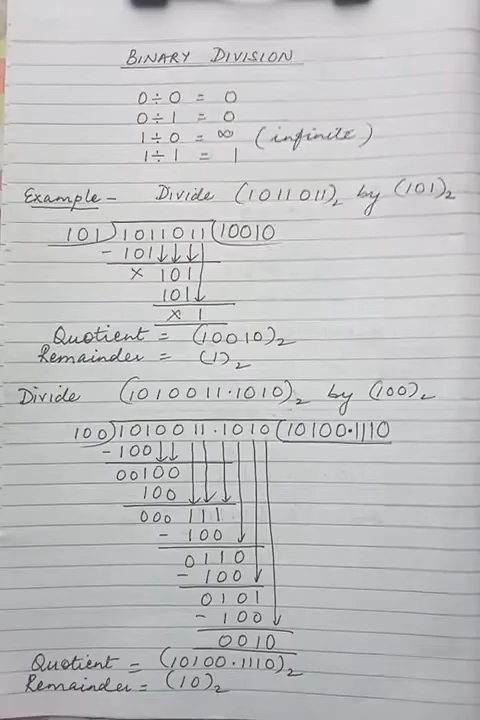 BINARY DIVISION
0 ÷ 0 = 0
0 ÷ 1 = 0
1 ÷ 0 = ∞ (infinite)
1 ÷ 1 = 1
Example - Divide (1011011)₂ by (101)₂
101)1011011(10010
- 101↓↓↓
× 101
101↓
× 1
Quotient = (10010)₂
Remainder = (1)₂
Divide (1010011.1010)₂ by (100)₂
100)1010011.1010(10100.1110
- 100↓↓
00100
100
000 111
- 100
0110
- 100
0101
- 100
0010
Quotient = (10100.1110)₂
Remainder = (10)₂